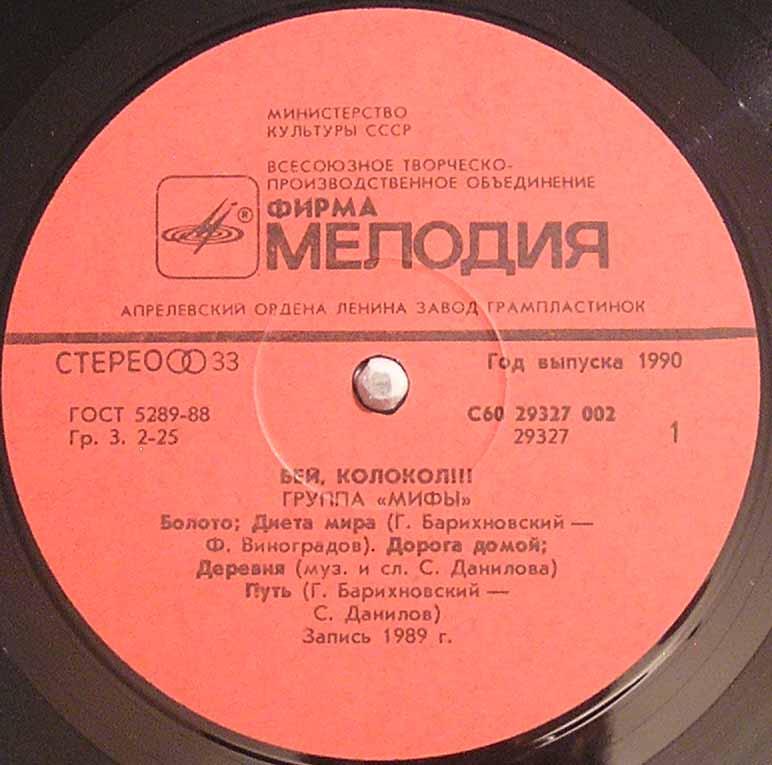 МИНИСТЕРСТВО
КУЛЬТУРЫ СССР
ВСЕСОЮЗНОЕ ТВОРЧЕСКО-
ПРОИЗВОДСТВЕННОЕ ОБЪЕДИНЕНИЕ
®
ФИРМА
МЕЛОДИЯ
АПРЕЛЕВСКИЙ ОРДЕНА ЛЕНИНА ЗАВОД ГРАМПЛАСТИНОК
СТЕРЕО 33
Год выпуска 1990
ГОСТ 5289-88
Гр. 3. 2-25
С60 29327 002
29327
1
БЕЙ, КОЛОКОЛ!!!
ГРУППА «МИФЫ»
Болото; Диета мира (Г. Барихновский —
Ф. Виноградов). Дорога домой;
Деревня (муз. и сл. С. Данилова)
Путь (Г. Барихновский —
С. Данилов)
Запись 1989 г.